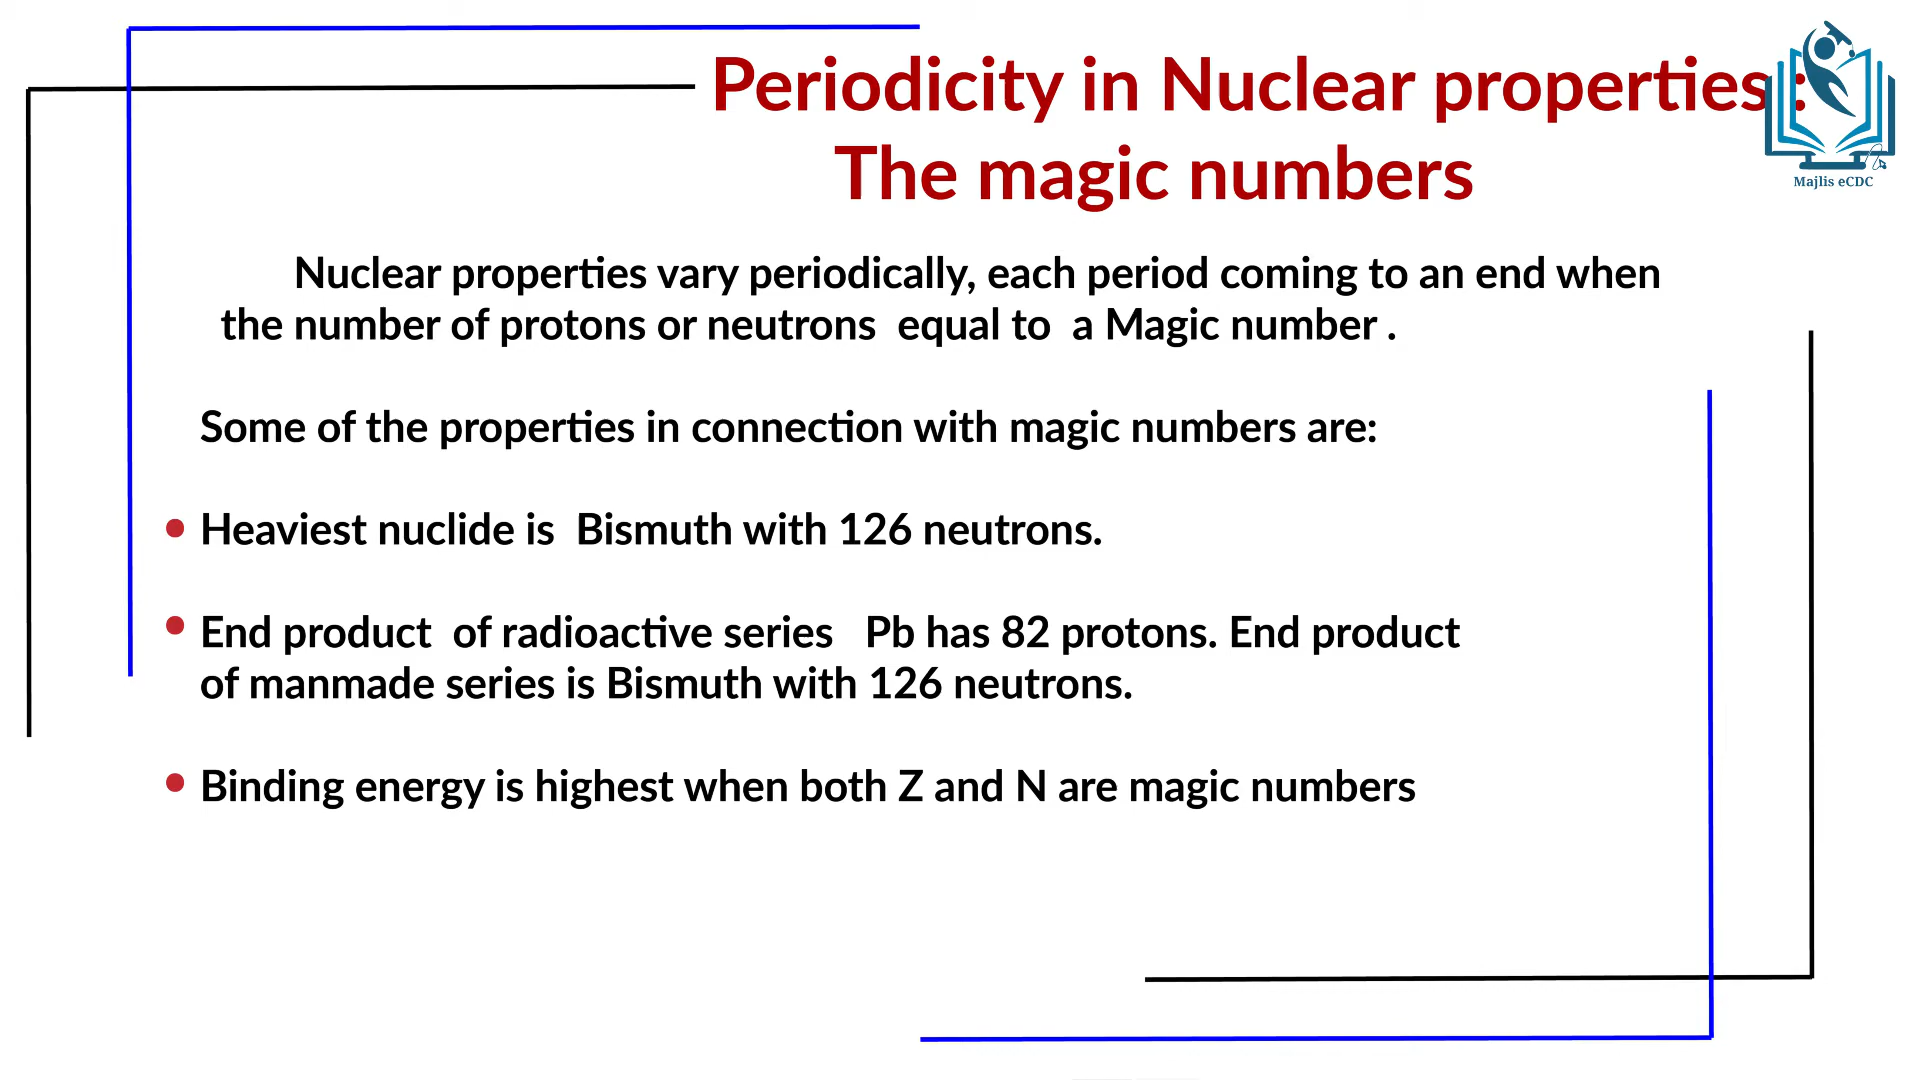 Periodicity in Nuclear properties :
The magic numbers
Majlis eCDC
Nuclear properties vary periodically, each period coming to an end when
the number of protons or neutrons equal to a Magic number .
Some of the properties in connection with magic numbers are:
• Heaviest nuclide is Bismuth with 126 neutrons.
• End product of radioactive series Pb has 82 protons. End product
of manmade series is Bismuth with 126 neutrons.
• Binding energy is highest when both Z and N are magic numbers